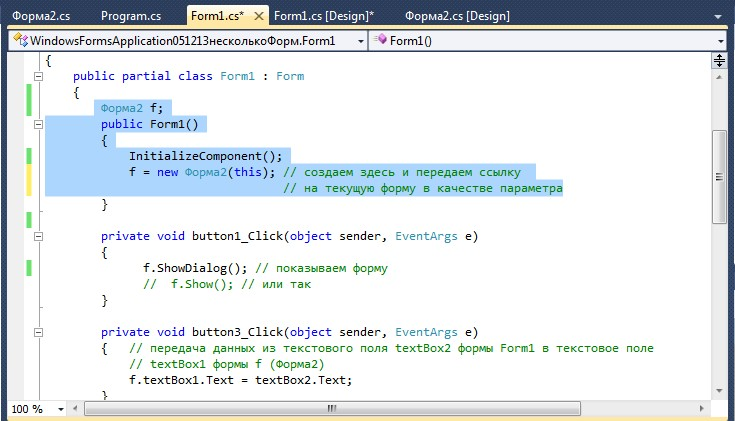 Форма2.cs Program.cs Form1.cs* Form1.cs [Design]* Форма2.cs [Design]
WindowsFormsApplication051213несколькоФорм.Form1 Form1()
{
public partial class Form1 : Form
{
Форма2 f;
public Form1()
{
InitializeComponent();
f = new Форма2(this); // создаем здесь и передаем ссылку
// на текущую форму в качестве параметра
}
private void button1_Click(object sender, EventArgs e)
{
f.ShowDialog(); // показываем форму
// f.Show(); // или так
}
private void button3_Click(object sender, EventArgs e)
{ // передача данных из текстового поля textBox2 формы Form1 в текстовое поле
// textBox1 формы f (Форма2)
f.textBox1.Text = textBox2.Text;
}
100 %